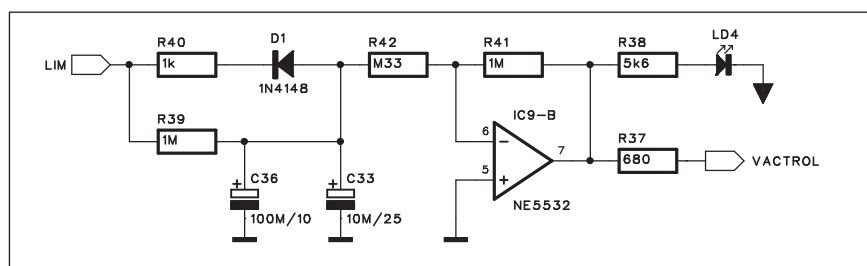 LIM
R40
1k
D1
1N4148
R42
M33
R41
1M
R38
5k6
LD4
R39
1M
C36
100M/10
C33
10M/25
IC9-B
6
5
7
NE5532
R37
680
VACTROL